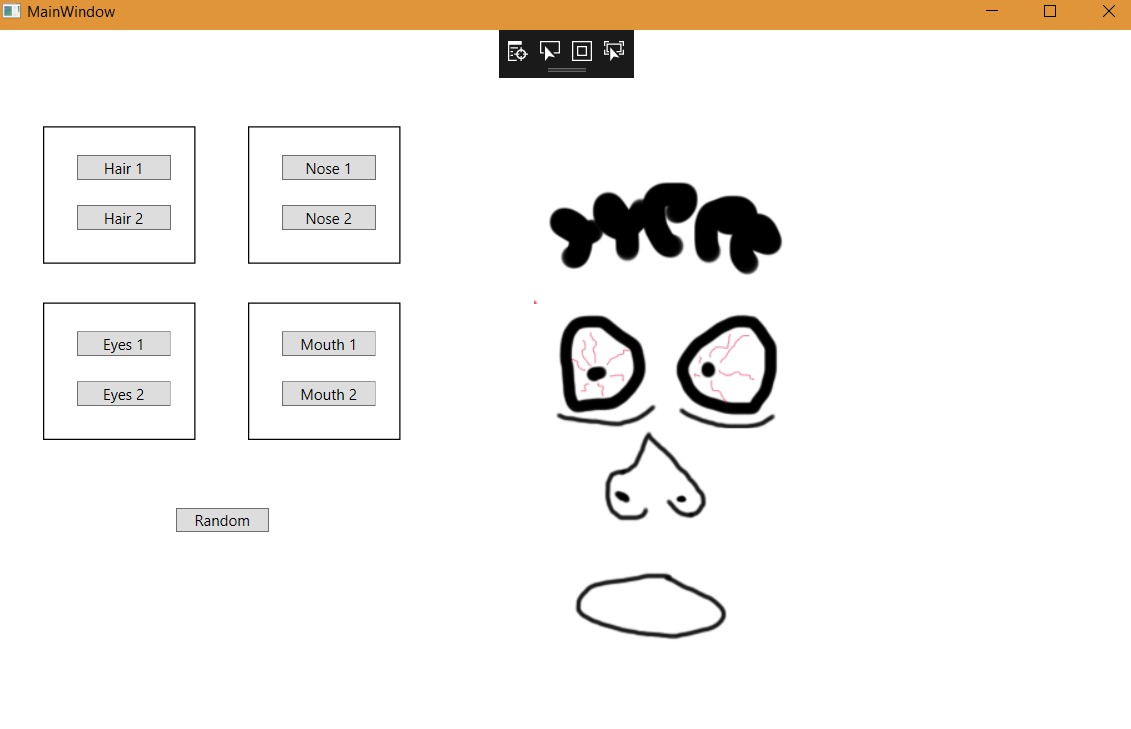 MainWindow
Hair 1
Hair 2
Nose 1
Nose 2
Eyes 1
Eyes 2
Mouth 1
Mouth 2
Random